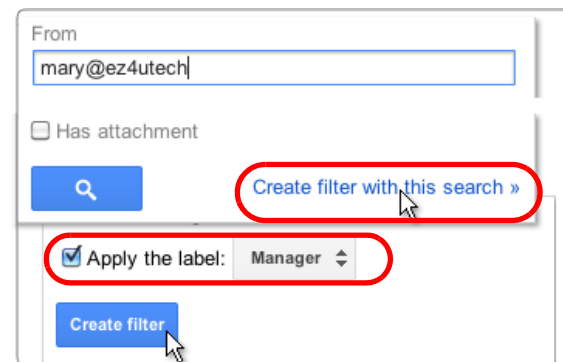 From
mary@ez4utech
Has attachment
Create filter with this search »
Apply the label: Manager
Create filter